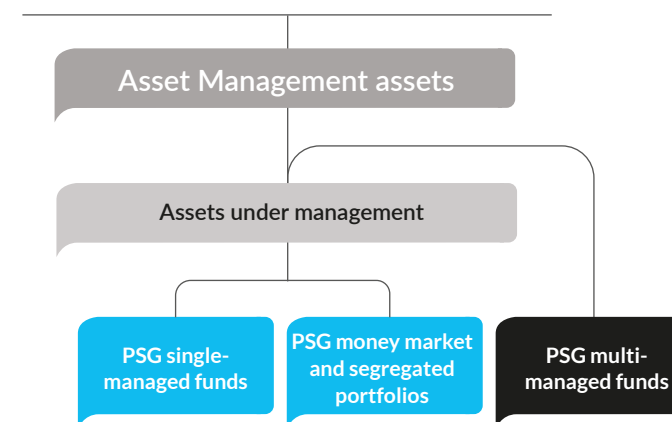 Asset Management assets
Assets under management
PSG single-
managed funds
PSG money market
and segregated
portfolios
PSG multi-
managed funds